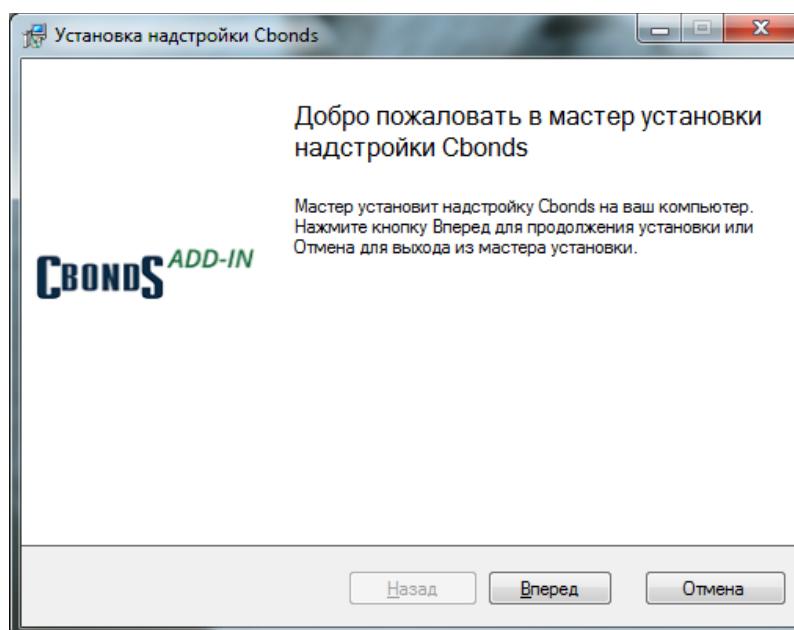 Установка надстройки Cbonds
Добро пожаловать в мастер установки
надстройки Cbonds
Мастер установит надстройку Cbonds на ваш компьютер.
Нажмите кнопку Вперед для продолжения установки или
Отмена для выхода из мастера установки.
CBONDS ADD-IN
Назад Вперед Отмена